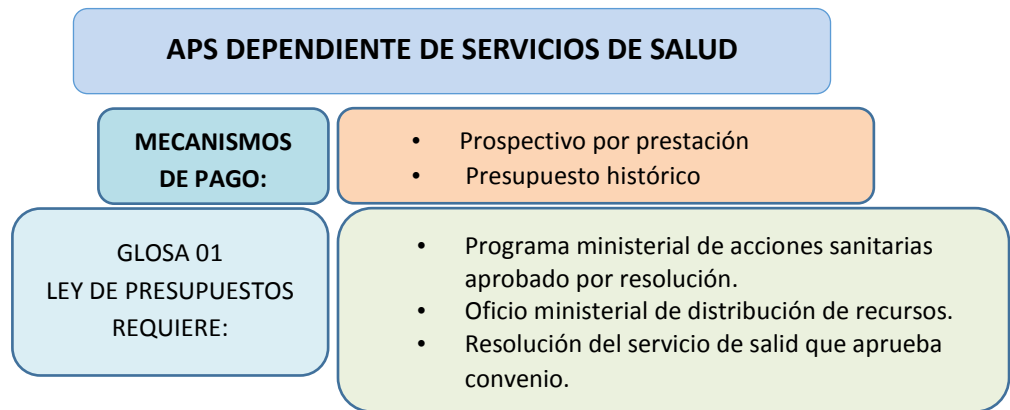 APS DEPENDIENTE DE SERVICIOS DE SALUD
MECANISMOS
DE PAGO:
• Prospectivo por prestación
• Presupuesto histórico
GLOSA 01
LEY DE PRESUPUESTOS
REQUIERE:
• Programa ministerial de acciones sanitarias
aprobado por resolución.
• Oficio ministerial de distribución de recursos.
• Resolución del servicio de salid que aprueba
convenio.